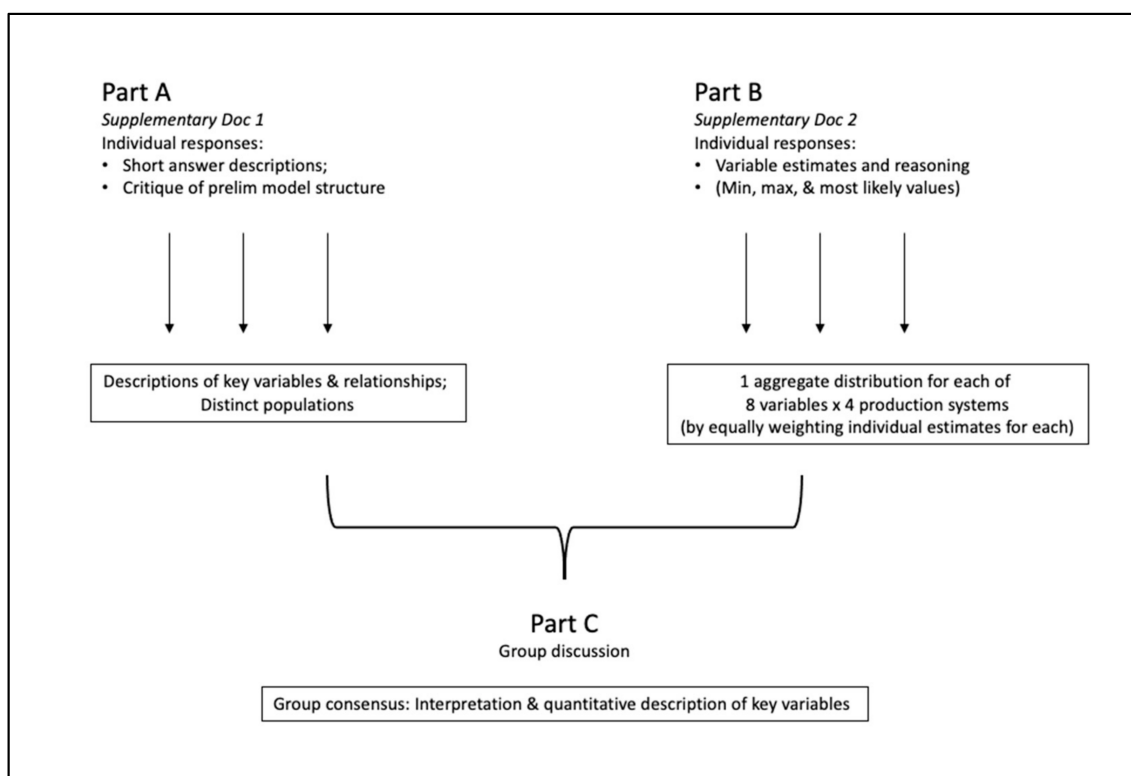 Part A
Supplementary Doc 1
Individual responses:
• Short answer descriptions;
• Critique of prelim model structure
Descriptions of key variables & relationships;
Distinct populations
Part B
Supplementary Doc 2
Individual responses:
• Variable estimates and reasoning
• (Min, max, & most likely values)
1 aggregate distribution for each of
8 variables x 4 production systems
(by equally weighting individual estimates for each)
Part C
Group discussion
Group consensus: Interpretation & quantitative description of key variables